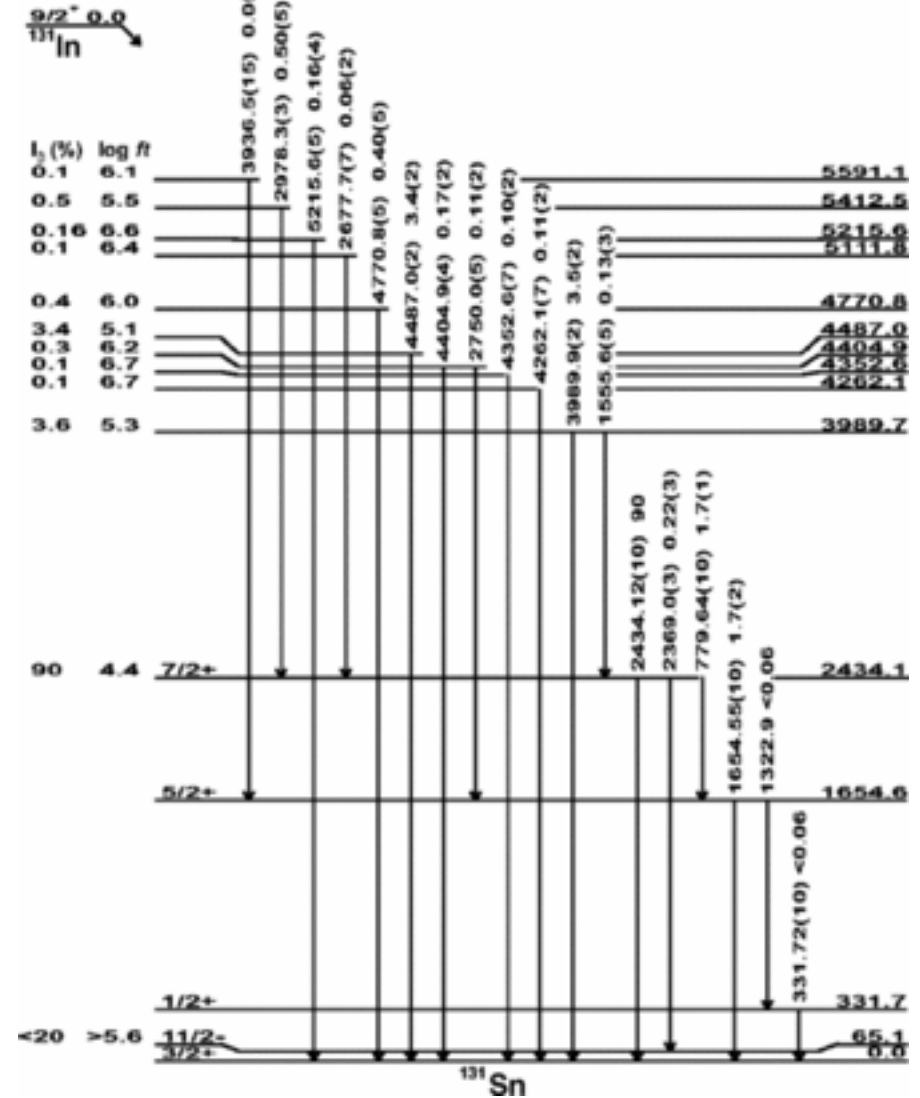 9/2⁺ 0.0
¹³¹In
3936.5(15)
2978.3(3) 0.50(5)
5215.6(5) 0.16(4)
2677.7(7) 0.06(2)
4770.8(5) 0.40(5)
4487.0(2) 3.4(2)
4404.9(4) 0.17(2)
2750.0(5) 0.11(2)
4352.6(7) 0.10(2)
4262.1(7) 0.11(2)
3989.9(2) 3.5(2)
1555.6(5) 0.13(3)
(%) log ft
0.1 6.1 5591.1
0.5 5.5 5412.5
0.16 6.6 5215.6
0.1 6.4 5111.8
0.4 6.0 4770.8
3.4 5.1 4487.0
0.3 6.2 4404.9
0.1 6.7 4352.6
0.1 6.7 4262.1
3.6 5.3 3989.7
2434.12(10) 90
2369.0(3) 0.22(3)
779.64(10) 1.7(1)
1654.55(10) 1.7(2)
1322.9 <0.06
90 4.4 7/2+ 2434.1
5/2+ 1654.6
331.72(10) <0.06
1/2+ 331.7
<20 >5.6 11/2- 65.1
3/2+ 0.0
¹³¹Sn